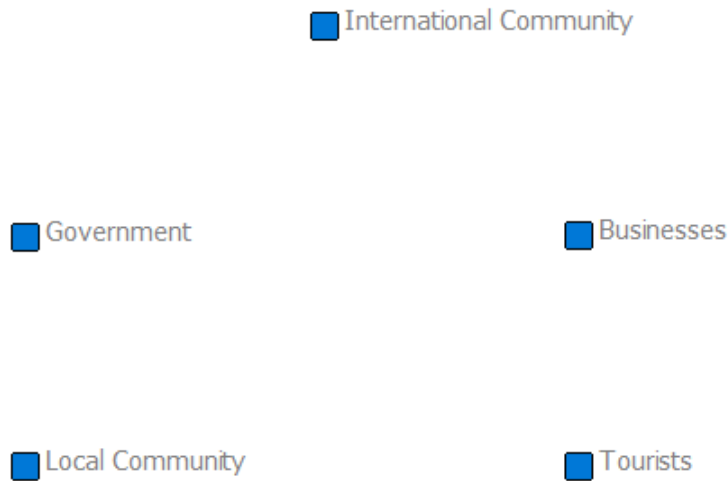 International Community
Government
Businesses
Local Community
Tourists